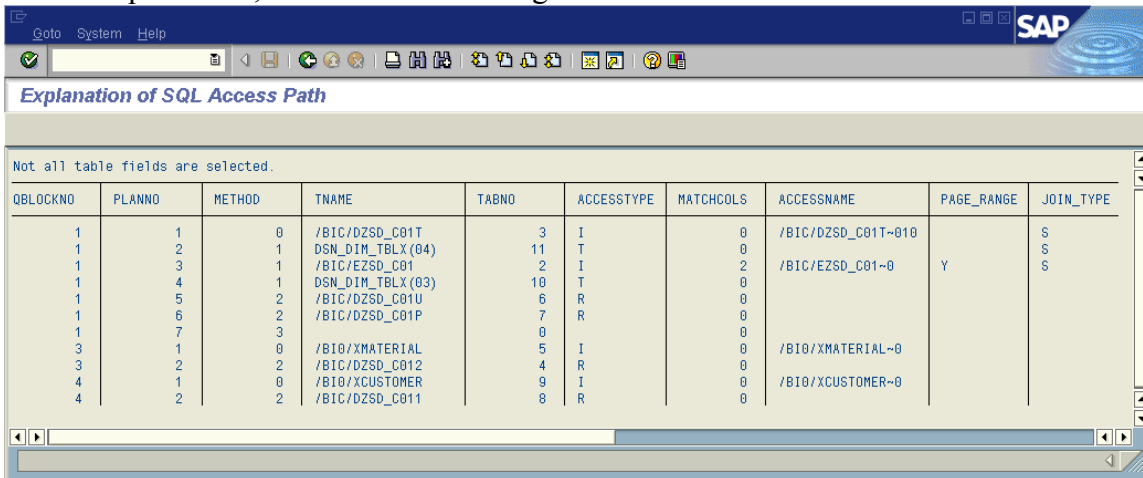 Goto System Help
SAP
Explanation of SQL Access Path
Not all table fields are selected.
QBLOCKNO PLANNO METHOD TNAME TABNO ACCESSTYPE MATCHCOLS ACCESSNAME PAGE_RANGE JOIN_TYPE
1 1 0 /BIC/DZSD_C01T 3 I 0 /BIC/DZSD_C01T~010 S
1 2 1 DSN_DIM_TBLX(04) 11 T 0 S
1 3 1 /BIC/EZSD_C01 2 I 2 /BIC/EZSD_C01~0 Y S
1 4 1 DSN_DIM_TBLX(03) 10 T 0
1 5 2 /BIC/DZSD_C01U 6 R 0
1 6 2 /BIC/DZSD_C01P 7 R 0
1 7 3 0 0
3 1 0 /BI0/XMATERIAL 5 I 0 /BI0/XMATERIAL~0
3 2 2 /BIC/DZSD_C012 4 R 0
4 1 0 /BI0/XCUSTOMER 9 I 0 /BI0/XCUSTOMER~0
4 2 2 /BIC/DZSD_C011 8 R 0